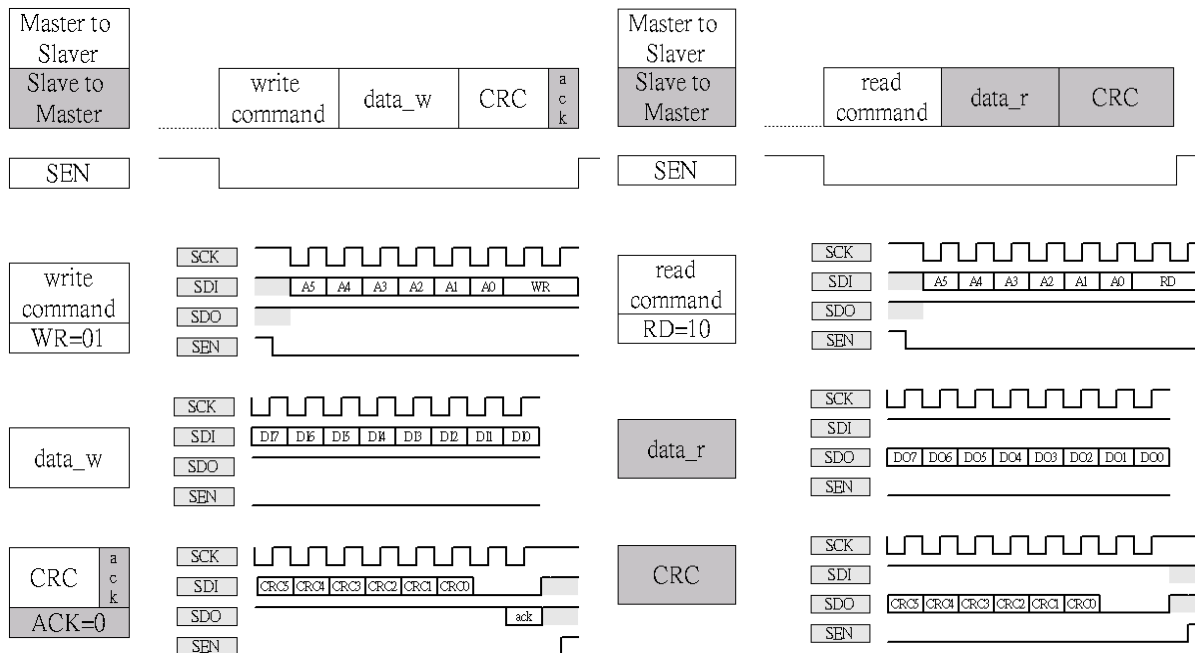 Master to
Slaver
Slave to
Master
write
command
data_w
CRC
a
c
k
SEN
write
command
WR=01
SCK
SDI
A5 A4 A3 A2 A1 A0 WR
SDO
SEN
data_w
SCK
SDI
DI7 DI6 DI5 DI4 DI3 DI2 DI1 DI0
SDO
SEN
CRC
a
c
k
ACK=0
SCK
SDI
CRC5 CRC4 CRC3 CRC2 CRC1 CRC0
SDO
ack
SEN
Master to
Slaver
Slave to
Master
read
command
data_r
CRC
SEN
read
command
RD=10
SCK
SDI
A5 A4 A3 A2 A1 A0 RD
SDO
SEN
data_r
SCK
SDI
SDO
DO7 DO6 DO5 DO4 DO3 DO2 DO1 DO0
SEN
CRC
SCK
SDI
SDO
CRC5 CRC4 CRC3 CRC2 CRC1 CRC0
SEN